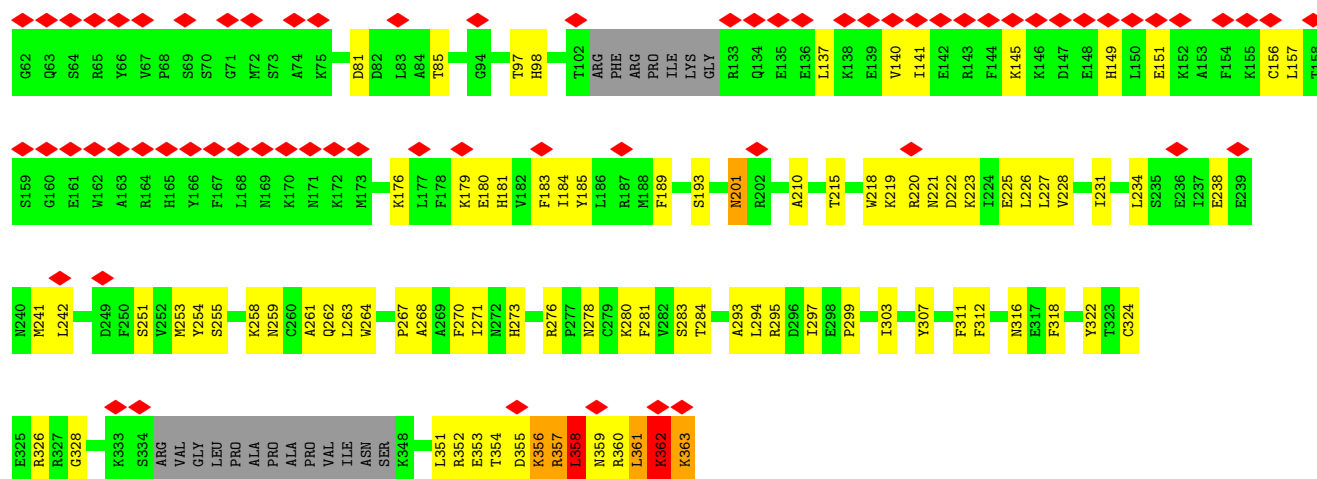 G62 Q63 S64 R65 Y66 V67 P68 S69 S70 G71 M72 S73 A74 K75 D81 D82 L83 A84 T85 G94 T97 H98 T102 ARG PHE ARG PRO ILE LYS GLY R133 Q134 E135 E136 L137 K138 E139 V140 I141 E142 R143 F144 K145 K146 D147 E148 H149 L150 E151 K152 A153 F154 K155 C156 L157 T158
S159 G160 E161 W162 A163 R164 H165 Y166 F167 L168 N169 K170 N171 K172 M173 K176 L177 F178 K179 E180 H181 V182 F183 I184 Y185 L186 R187 M188 F189 S193 N201 R202 A210 T215 W218 K219 R220 N221 D222 K223 I224 E225 L226 L227 V228 I231 L234 S235 E236 I237 E238 E239
N240 M241 L242 D249 F250 S251 V252 M253 Y254 S255 K258 N259 C260 A261 Q262 L263 W264 P267 A268 A269 F270 I271 N272 H273 R276 P277 N278 C279 K280 F281 V282 S283 T284 A293 L294 R295 D296 I297 E298 P299 I303 Y307 F311 F312 N316 E317 F318 Y322 T323 C324
E325 R326 R327 G328 K333 S334 ARG VAL GLY LEU PRO ALA PRO ALA PRO VAL ILE ASN SER K348 L351 R352 E353 T354 D355 K356 R357 L358 N359 R360 L361 K362 K363